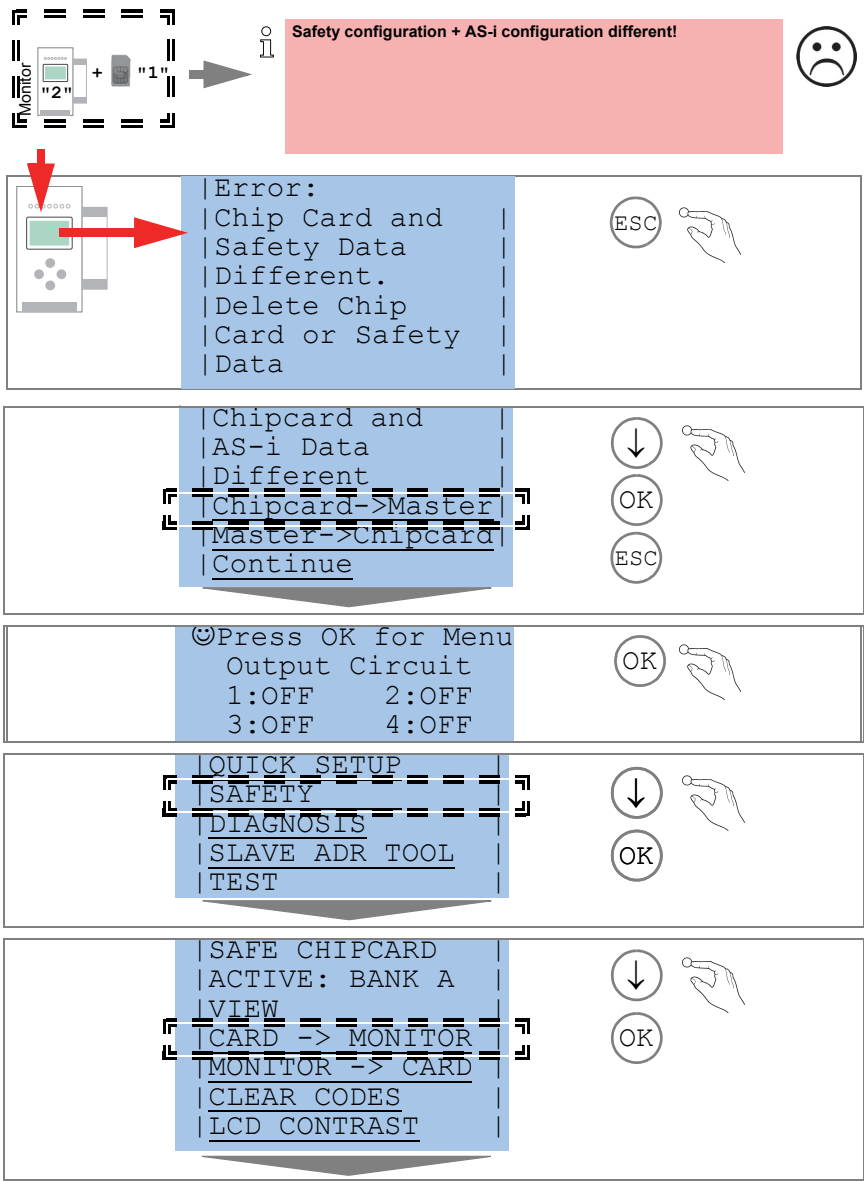 Monitor
"2"
+
"1"
Safety configuration + AS-i configuration different!
|Error:
|Chip Card and |
|Safety Data |
|Different. |
|Delete Chip |
|Card or Safety |
|Data |
ESC
|Chipcard and |
|AS-i Data |
|Different |
|Chipcard->Master|
|Master->Chipcard|
|Continue
↓
OK
ESC
☺Press OK for Menu
Output Circuit
1:OFF 2:OFF
3:OFF 4:OFF
OK
|QUICK SETUP |
|SAFETY |
|DIAGNOSIS |
|SLAVE ADR TOOL |
|TEST |
↓
OK
|SAFE CHIPCARD |
|ACTIVE: BANK A |
|VIEW |
|CARD -> MONITOR |
|MONITOR -> CARD |
|CLEAR CODES |
|LCD CONTRAST |
↓
OK